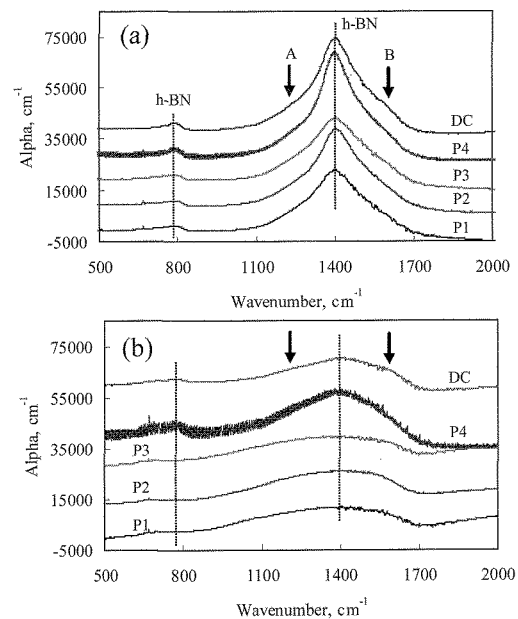 (a)
h-BN
A
B
h-BN
DC
P4
P3
P2
P1
75000
55000
35000
15000
-5000
Alpha, cm-1
500 800 1100 1400 1700 2000
Wavenumber, cm-1
(b)
DC
P4
P3
P2
P1
75000
55000
35000
15000
-5000
Alpha, cm-1
500 800 1100 1400 1700 2000
Wavenumber, cm-1